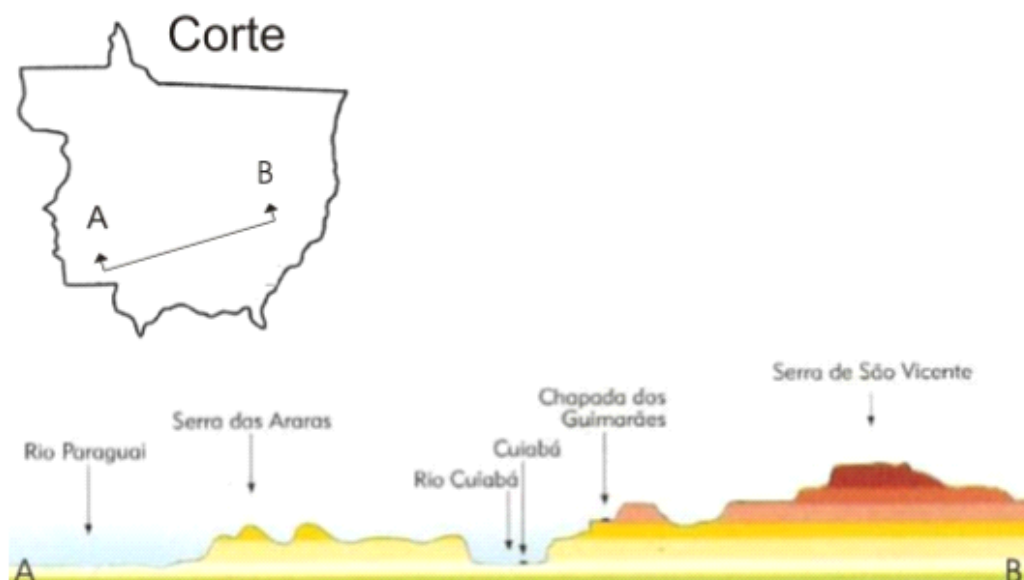 Corte
B
A
Serra de São Vicente
Chapada dos
Guimarães
Serra das Araras
Cuiabá
Rio Paraguai
Rio Cuiabá
A
B